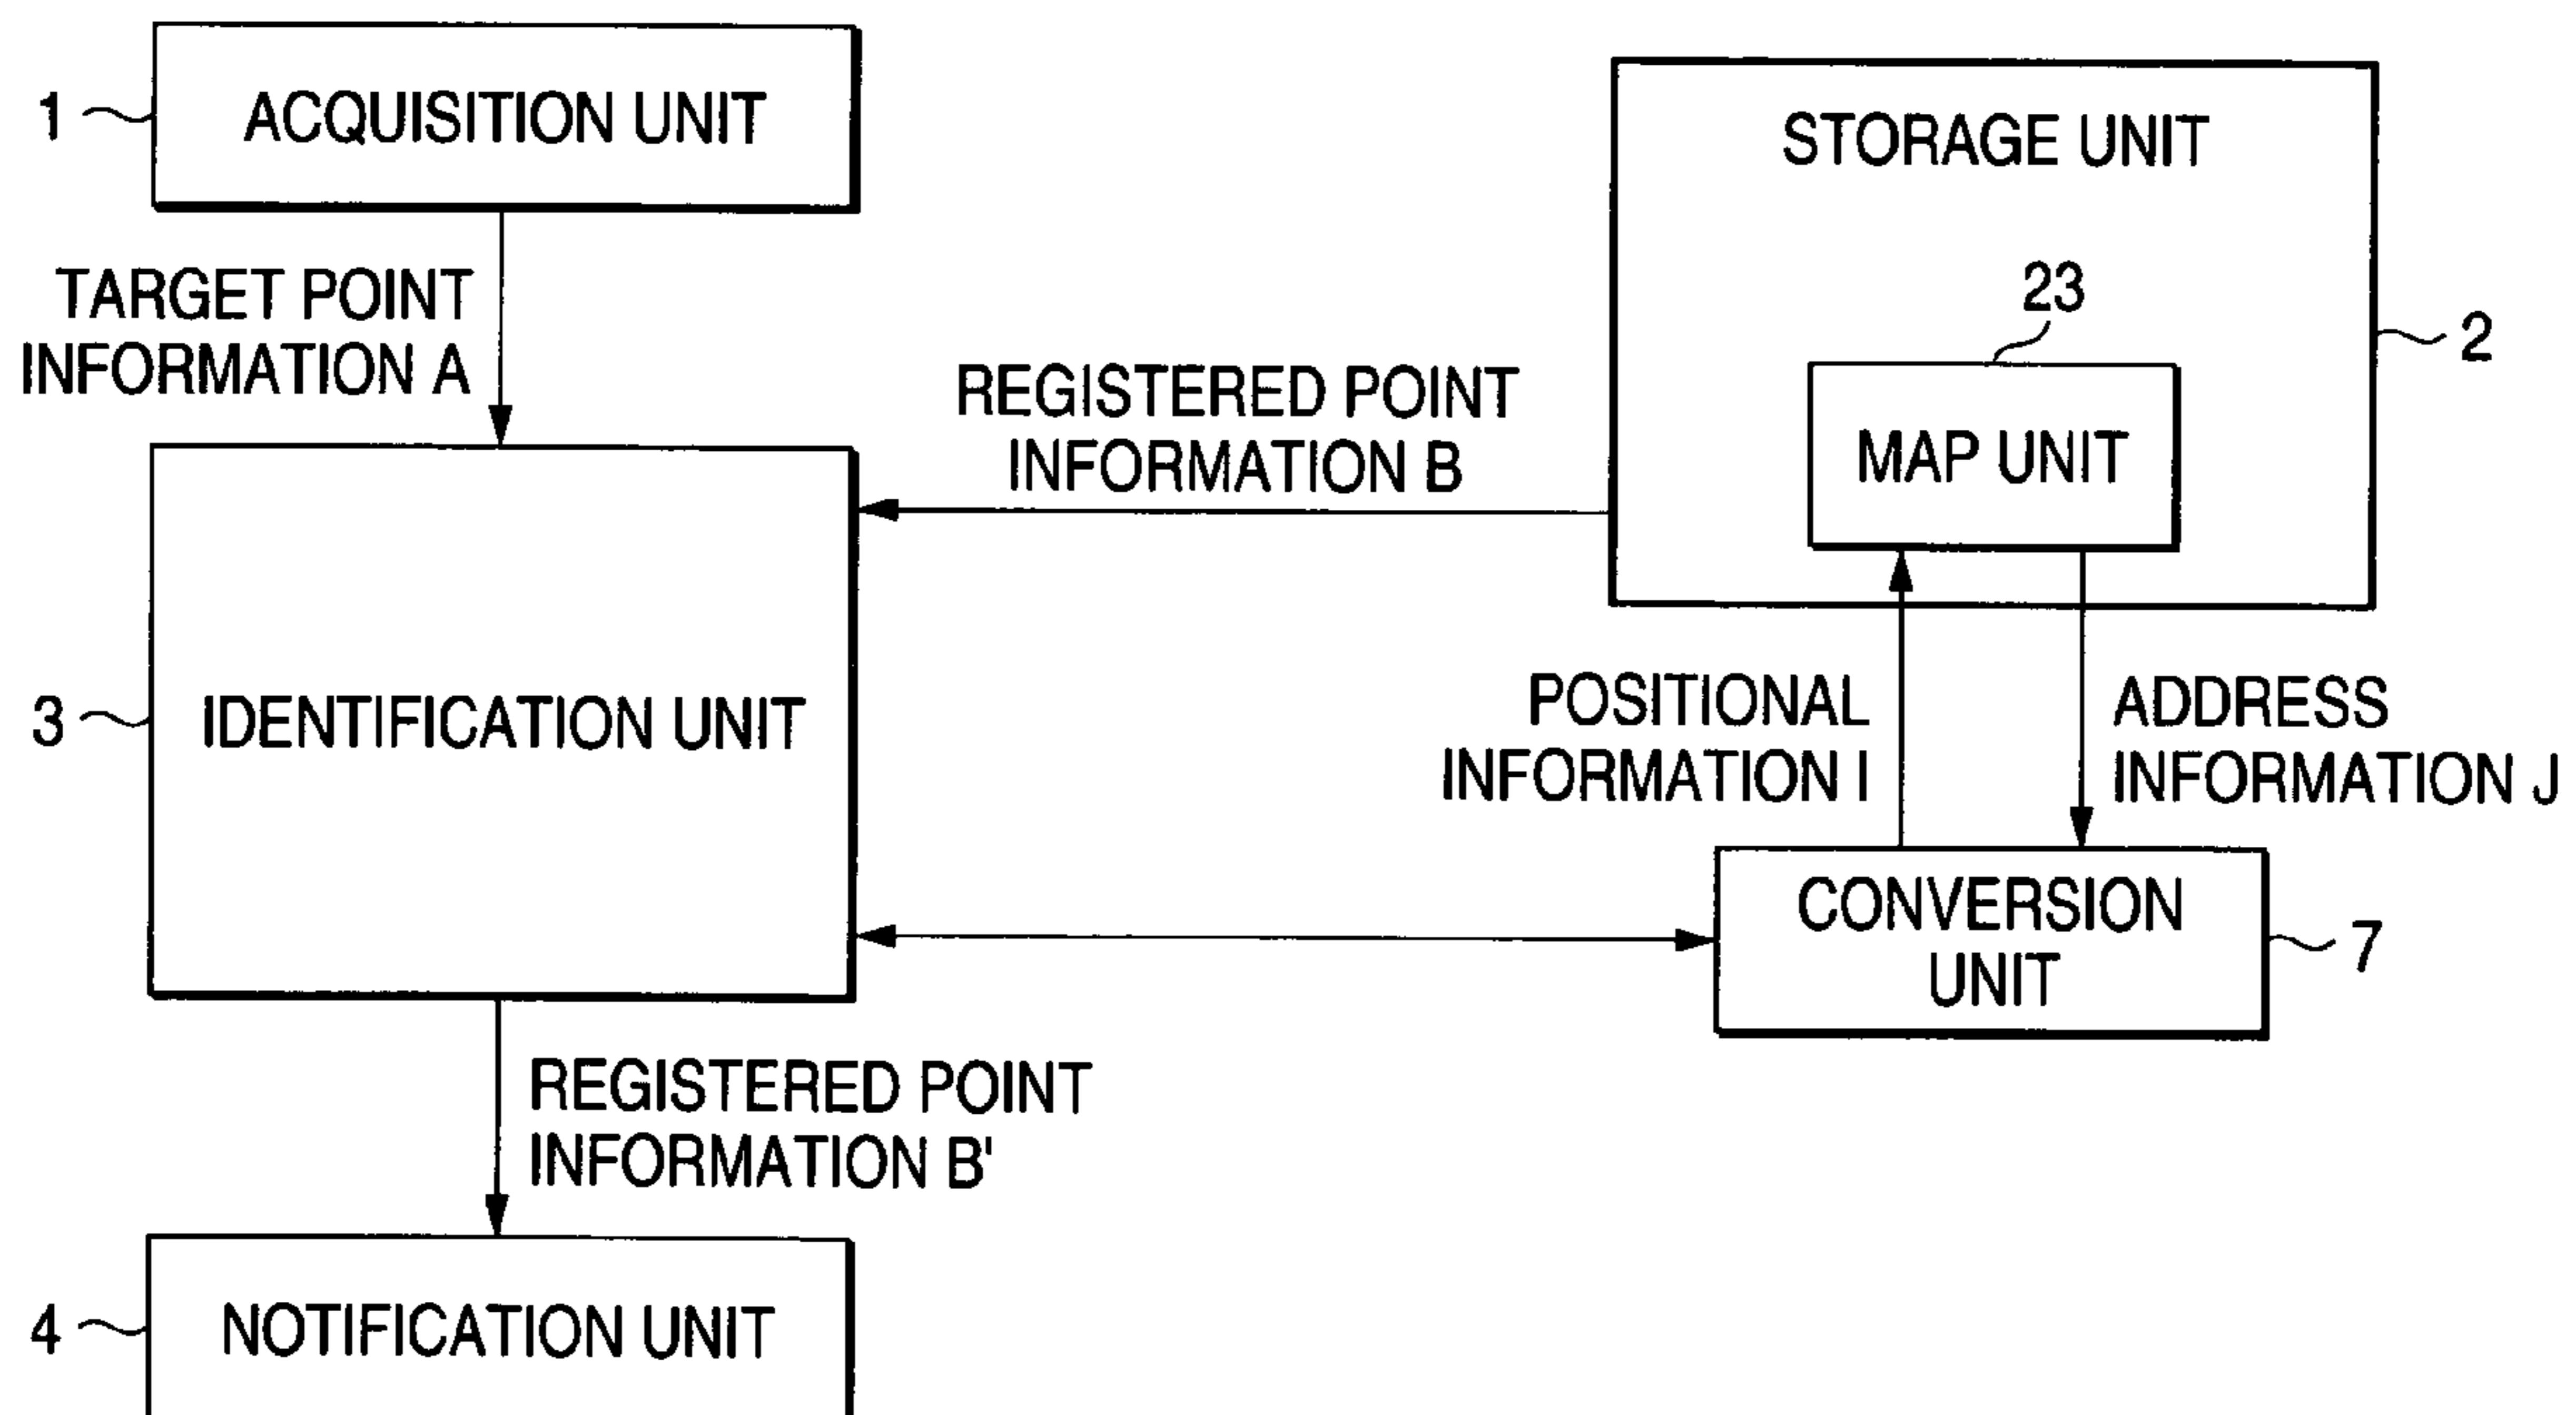 1
ACQUISITION UNIT
TARGET POINT
INFORMATION A
STORAGE UNIT
23
MAP UNIT
2
REGISTERED POINT
INFORMATION B
3
IDENTIFICATION UNIT
POSITIONAL
INFORMATION I
ADDRESS
INFORMATION J
CONVERSION
UNIT
7
REGISTERED POINT
INFORMATION B'
4
NOTIFICATION UNIT